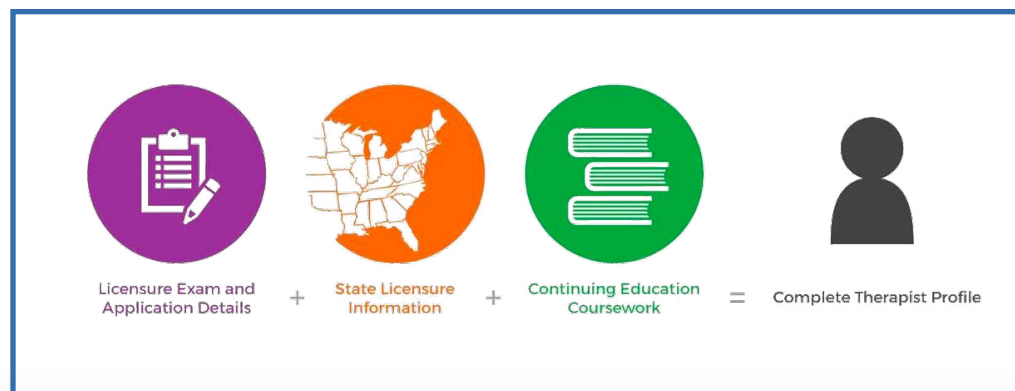 Licensure Exam and
Application Details
+
State Licensure
Information
+
Continuing Education
Coursework
=
Complete Therapist Profile